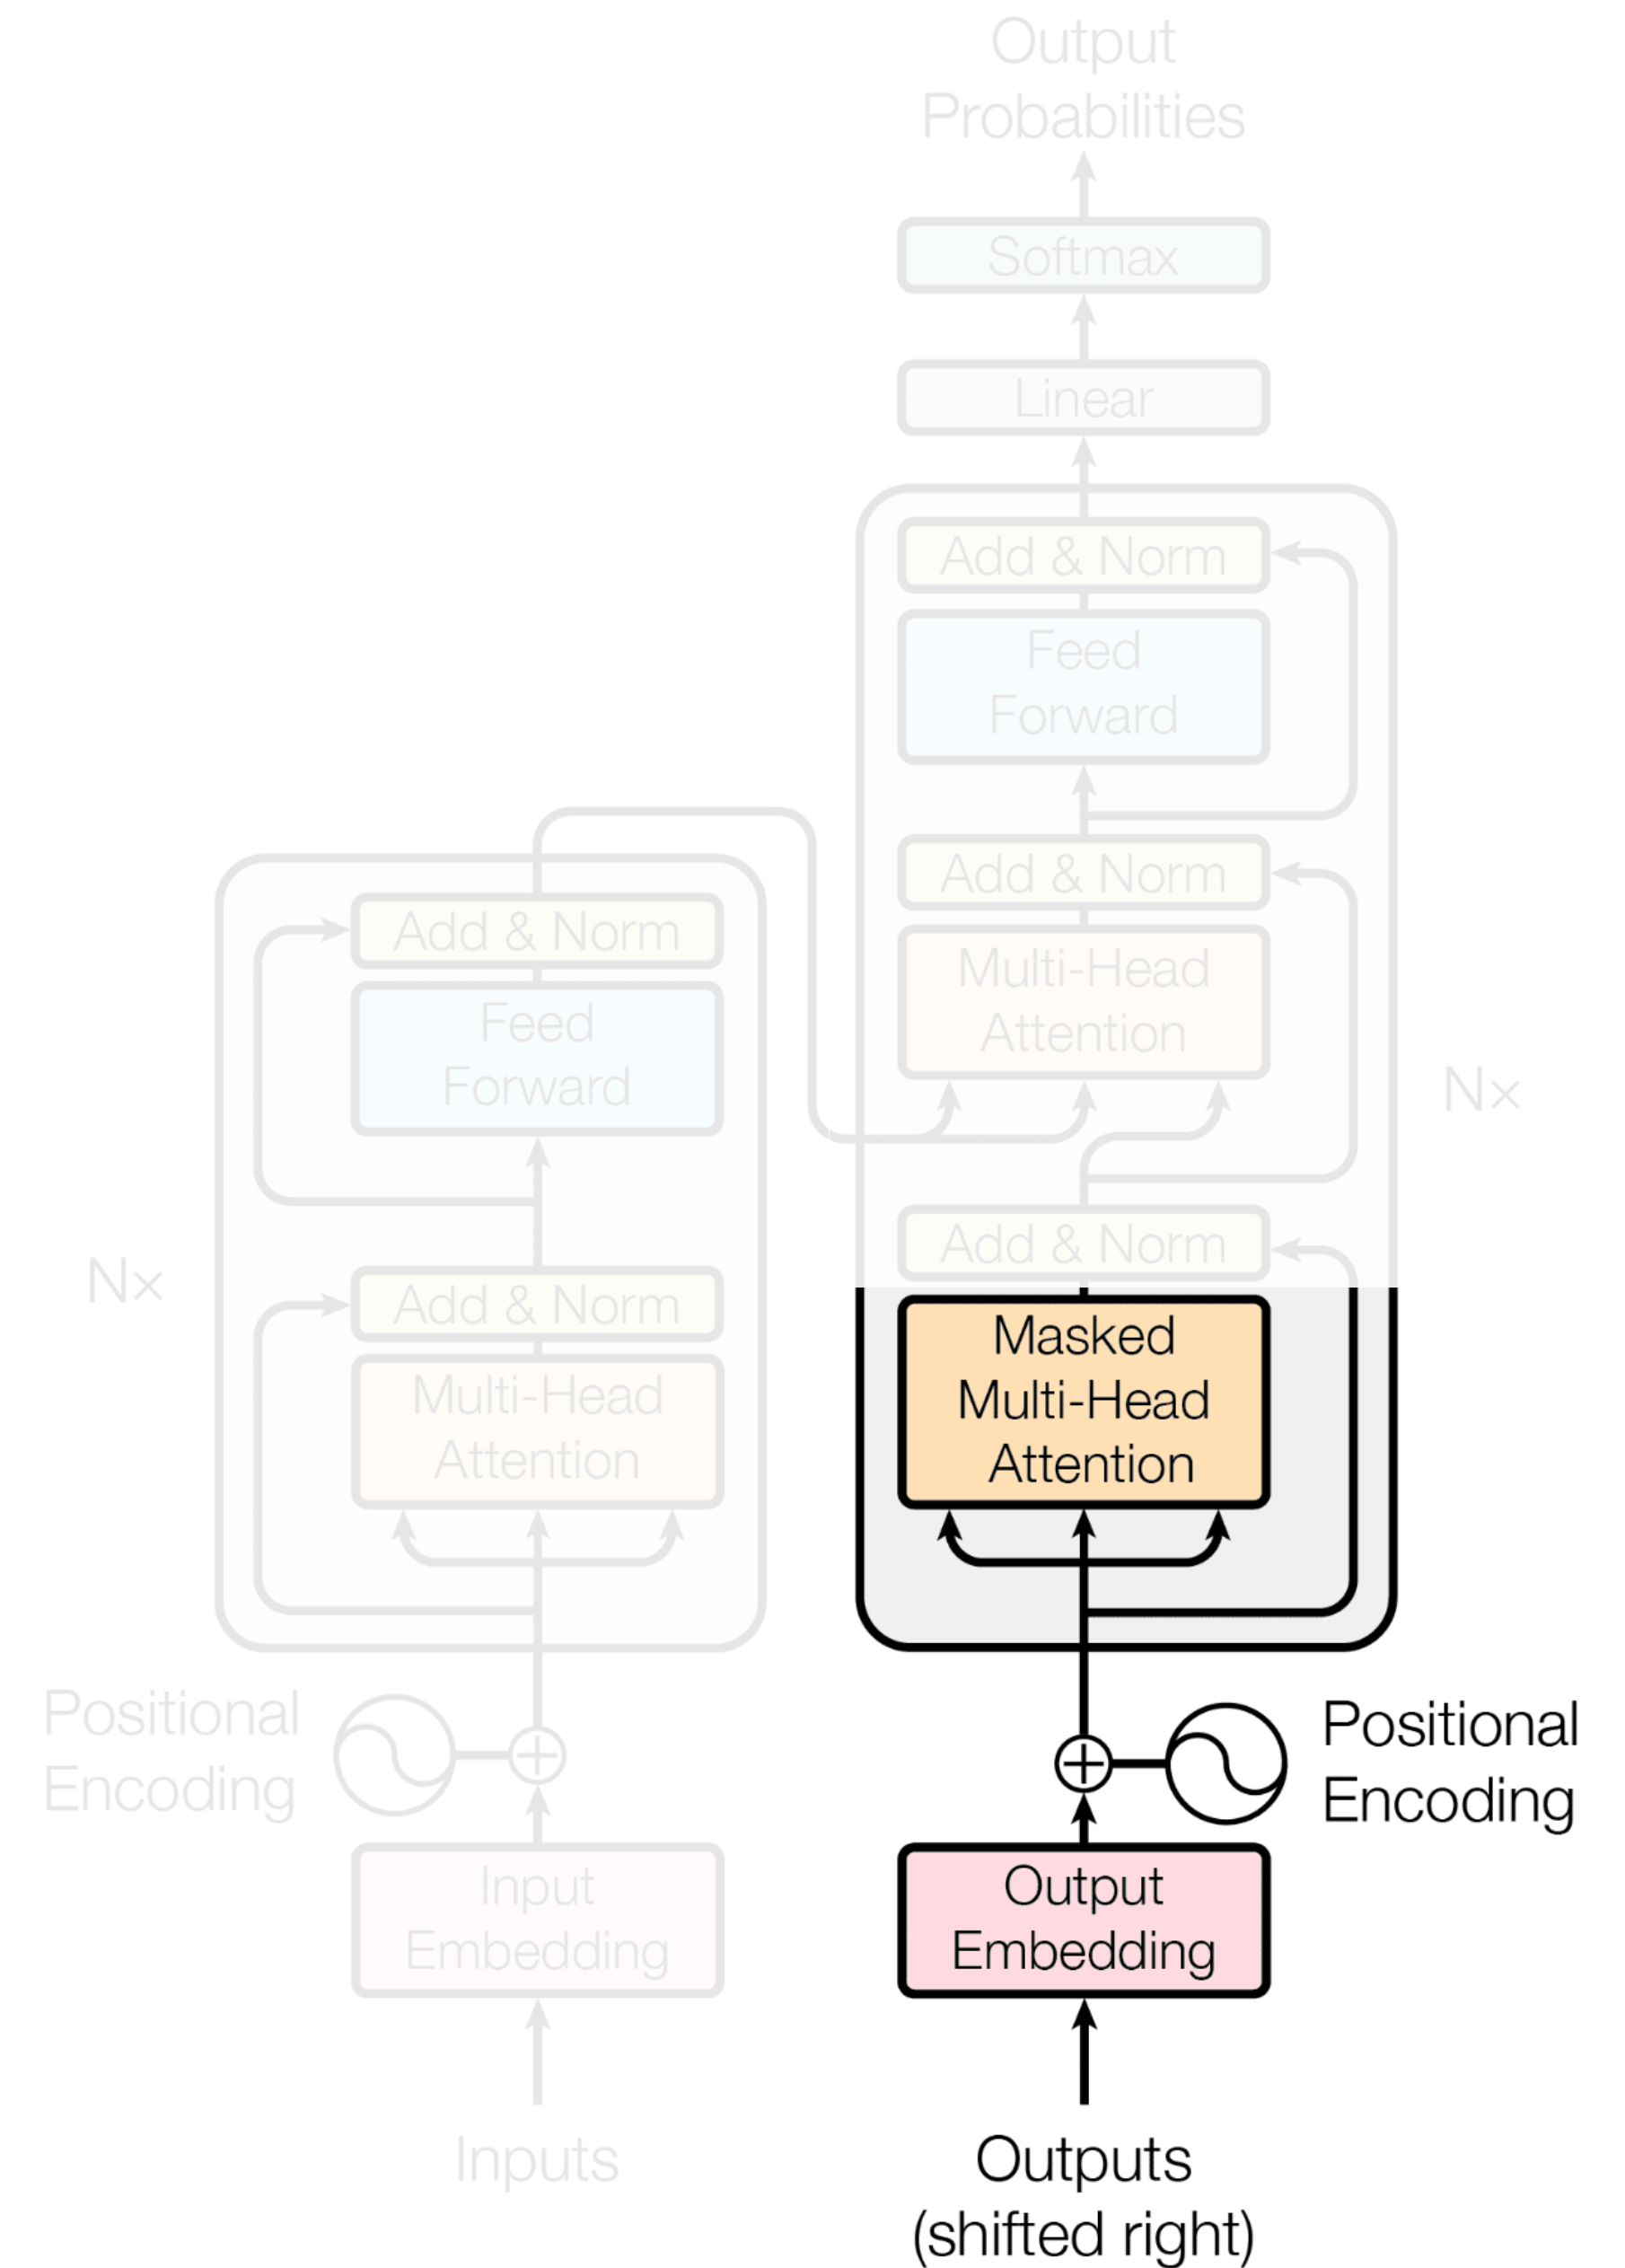 Output
Probabilities
Softmax
Linear
Add & Norm
Feed
Forward
Add & Norm
Multi-Head
Attention
Nx
Add & Norm
Masked
Multi-Head
Attention
Add & Norm
Feed
Forward
Nx
Add & Norm
Multi-Head
Attention
Positional
Encoding
Positional
Encoding
Input
Embedding
Output
Embedding
Inputs
Outputs
(shifted right)